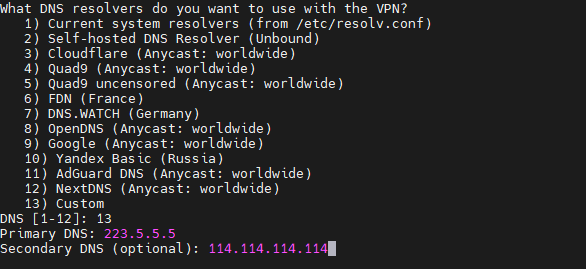 What DNS resolvers do you want to use with the VPN?
1) Current system resolvers (from /etc/resolv.conf)
2) Self-hosted DNS Resolver (Unbound)
3) Cloudflare (Anycast: worldwide)
4) Quad9 (Anycast: worldwide)
5) Quad9 uncensored (Anycast: worldwide)
6) FDN (France)
7) DNS.WATCH (Germany)
8) OpenDNS (Anycast: worldwide)
9) Google (Anycast: worldwide)
10) Yandex Basic (Russia)
11) AdGuard DNS (Anycast: worldwide)
12) NextDNS (Anycast: worldwide)
13) Custom
DNS [1-12]: 13
Primary DNS: 223.5.5.5
Secondary DNS (optional): 114.114.114.114